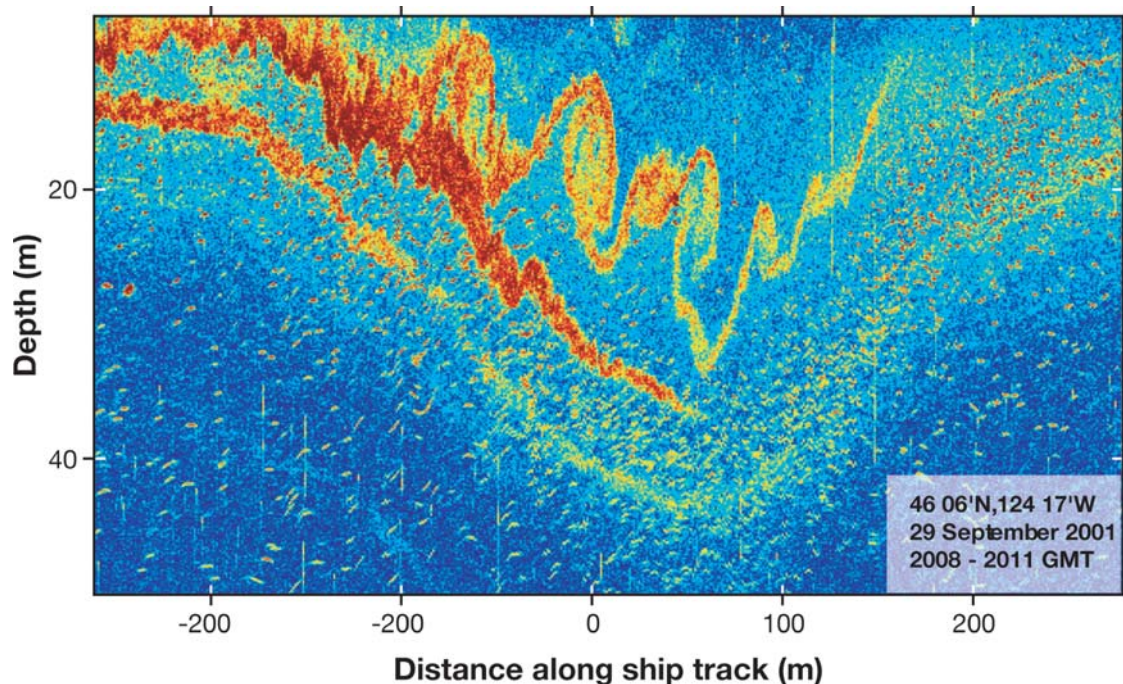 Depth (m)
20
40
46 06'N,124 17'W
29 September 2001
2008 - 2011 GMT
-200
-200
0
100
200
Distance along ship track (m)